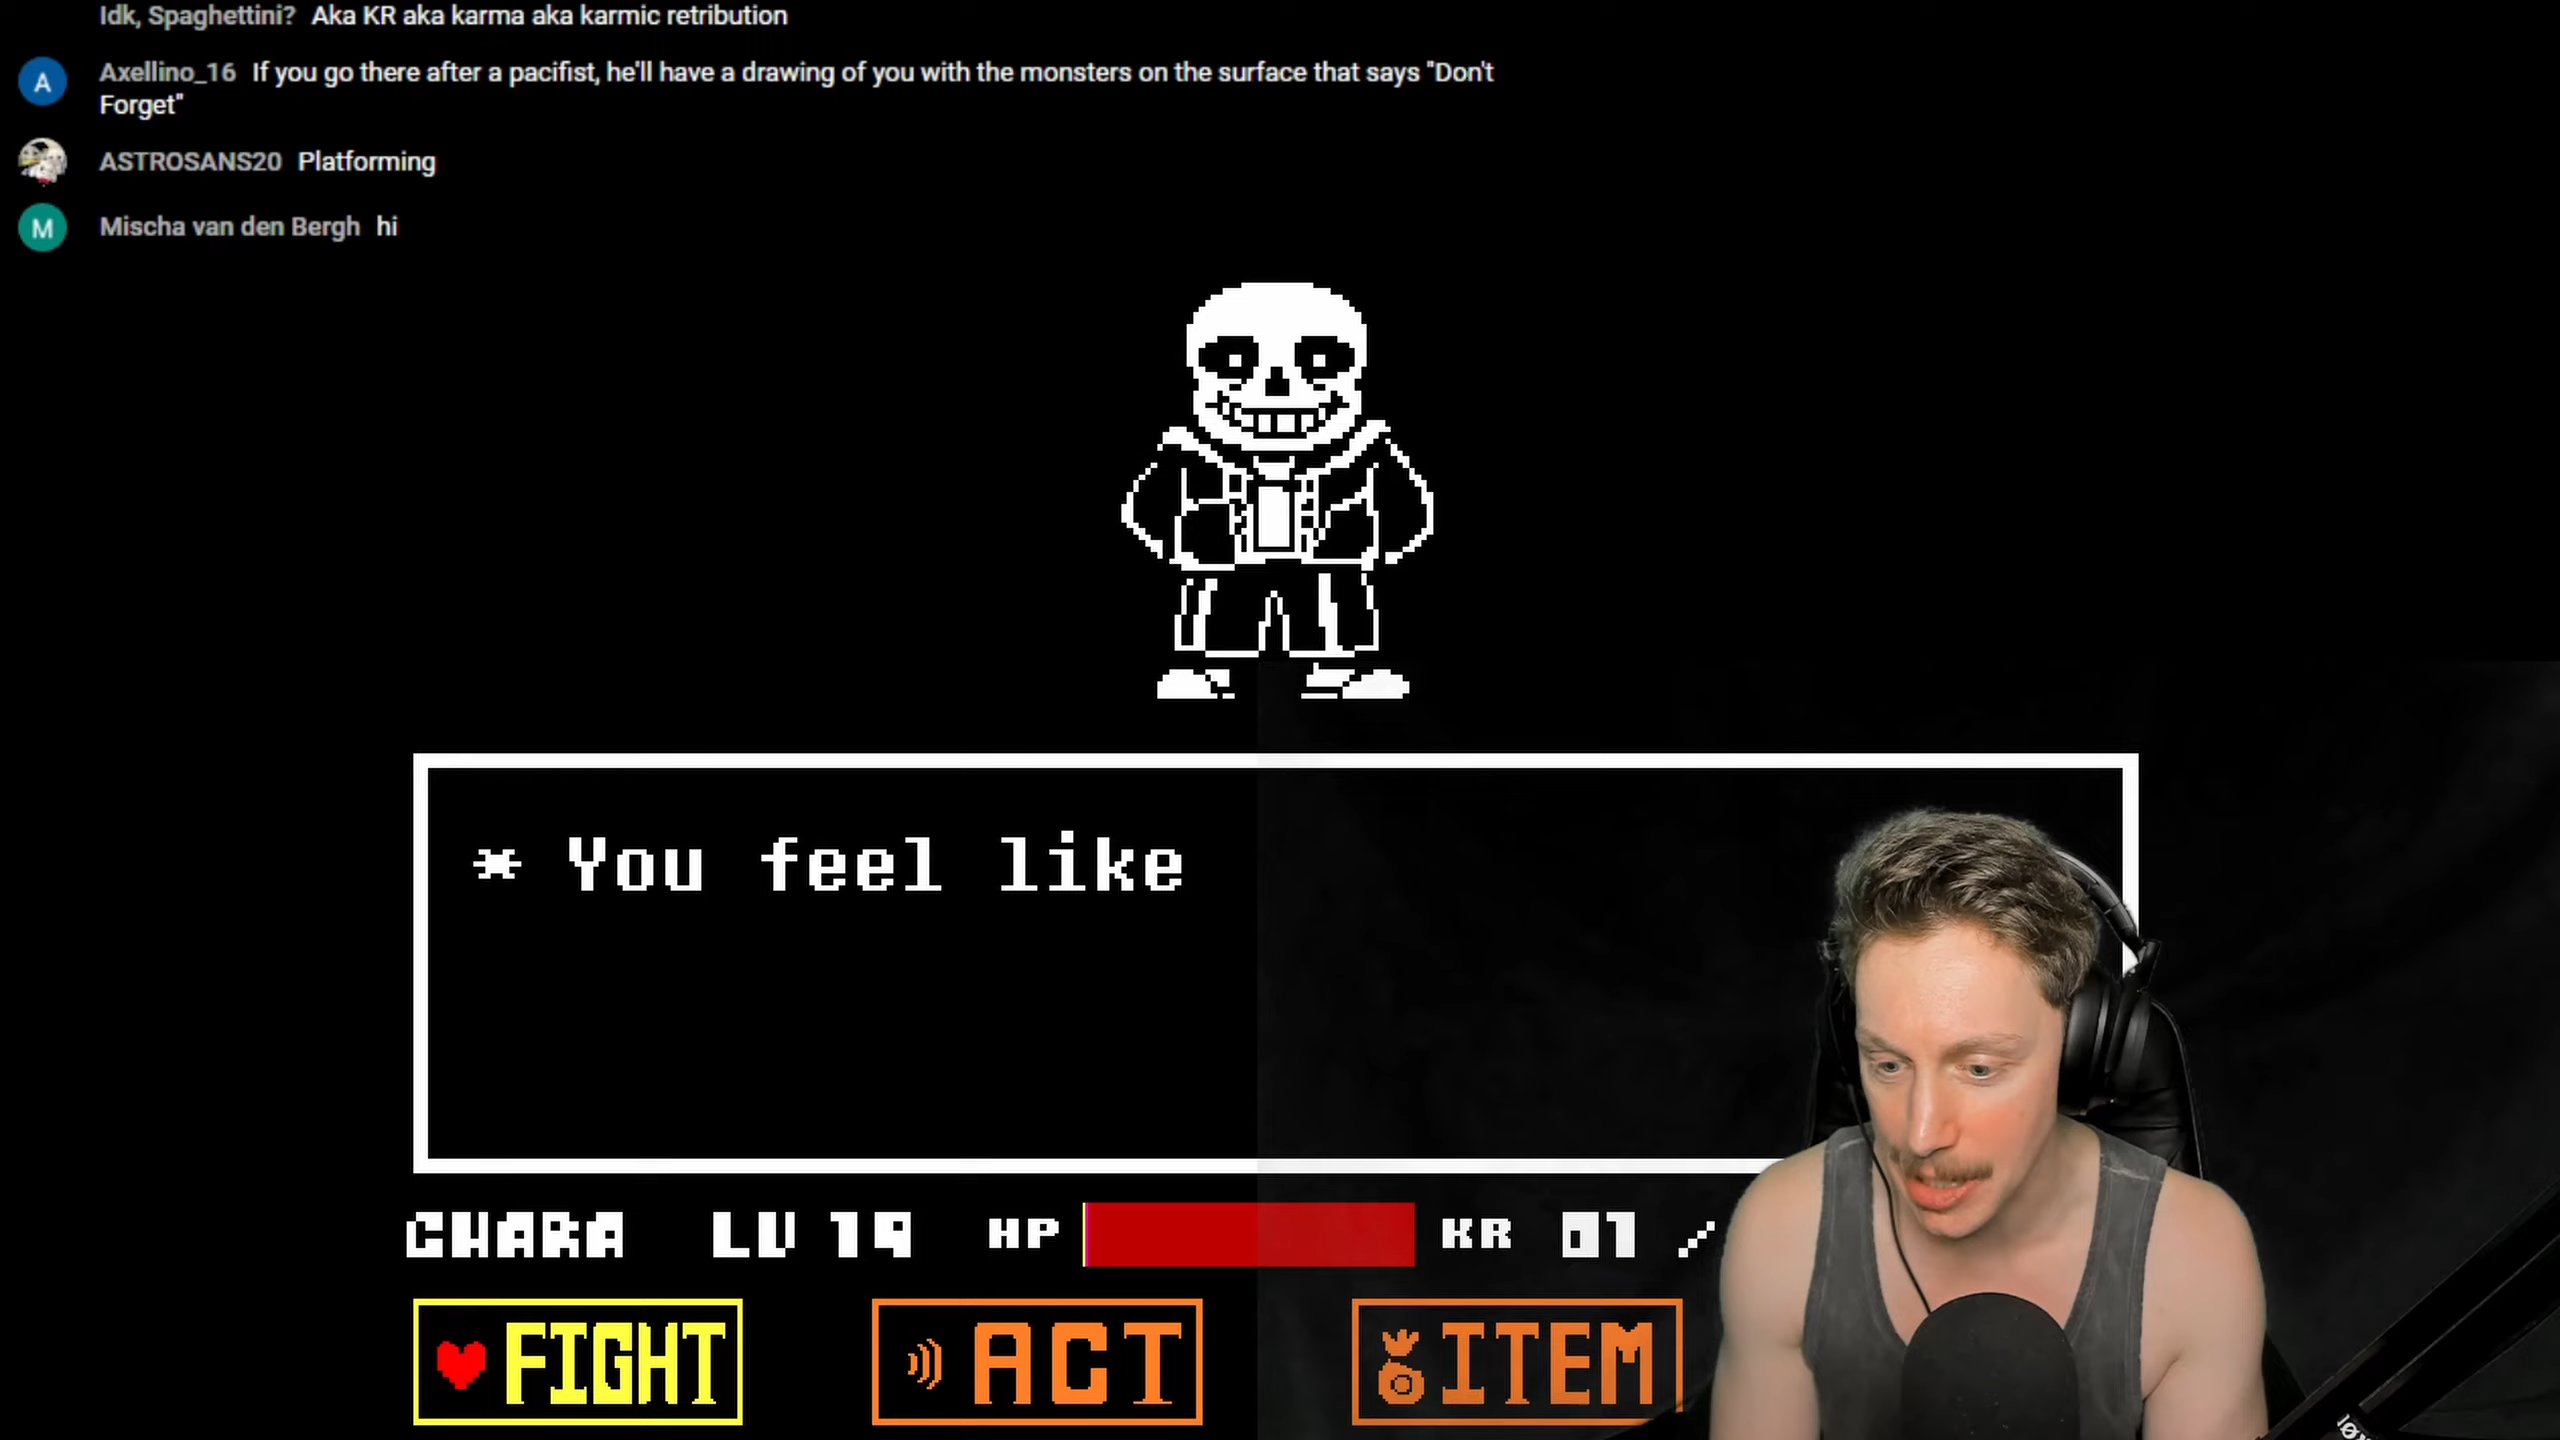 Idk, Spaghettini? Aka KR aka karma aka karmic retribution
A Axellino_16 If you go there after a pacifist, he'll have a drawing of you with the monsters on the surface that says "Don't
Forget"
ASTROSANS20 Platforming
M Mischa van den Bergh hi
* You feel like
CHARA LV 19 HP KR 01 /
FIGHT ACT ITEM